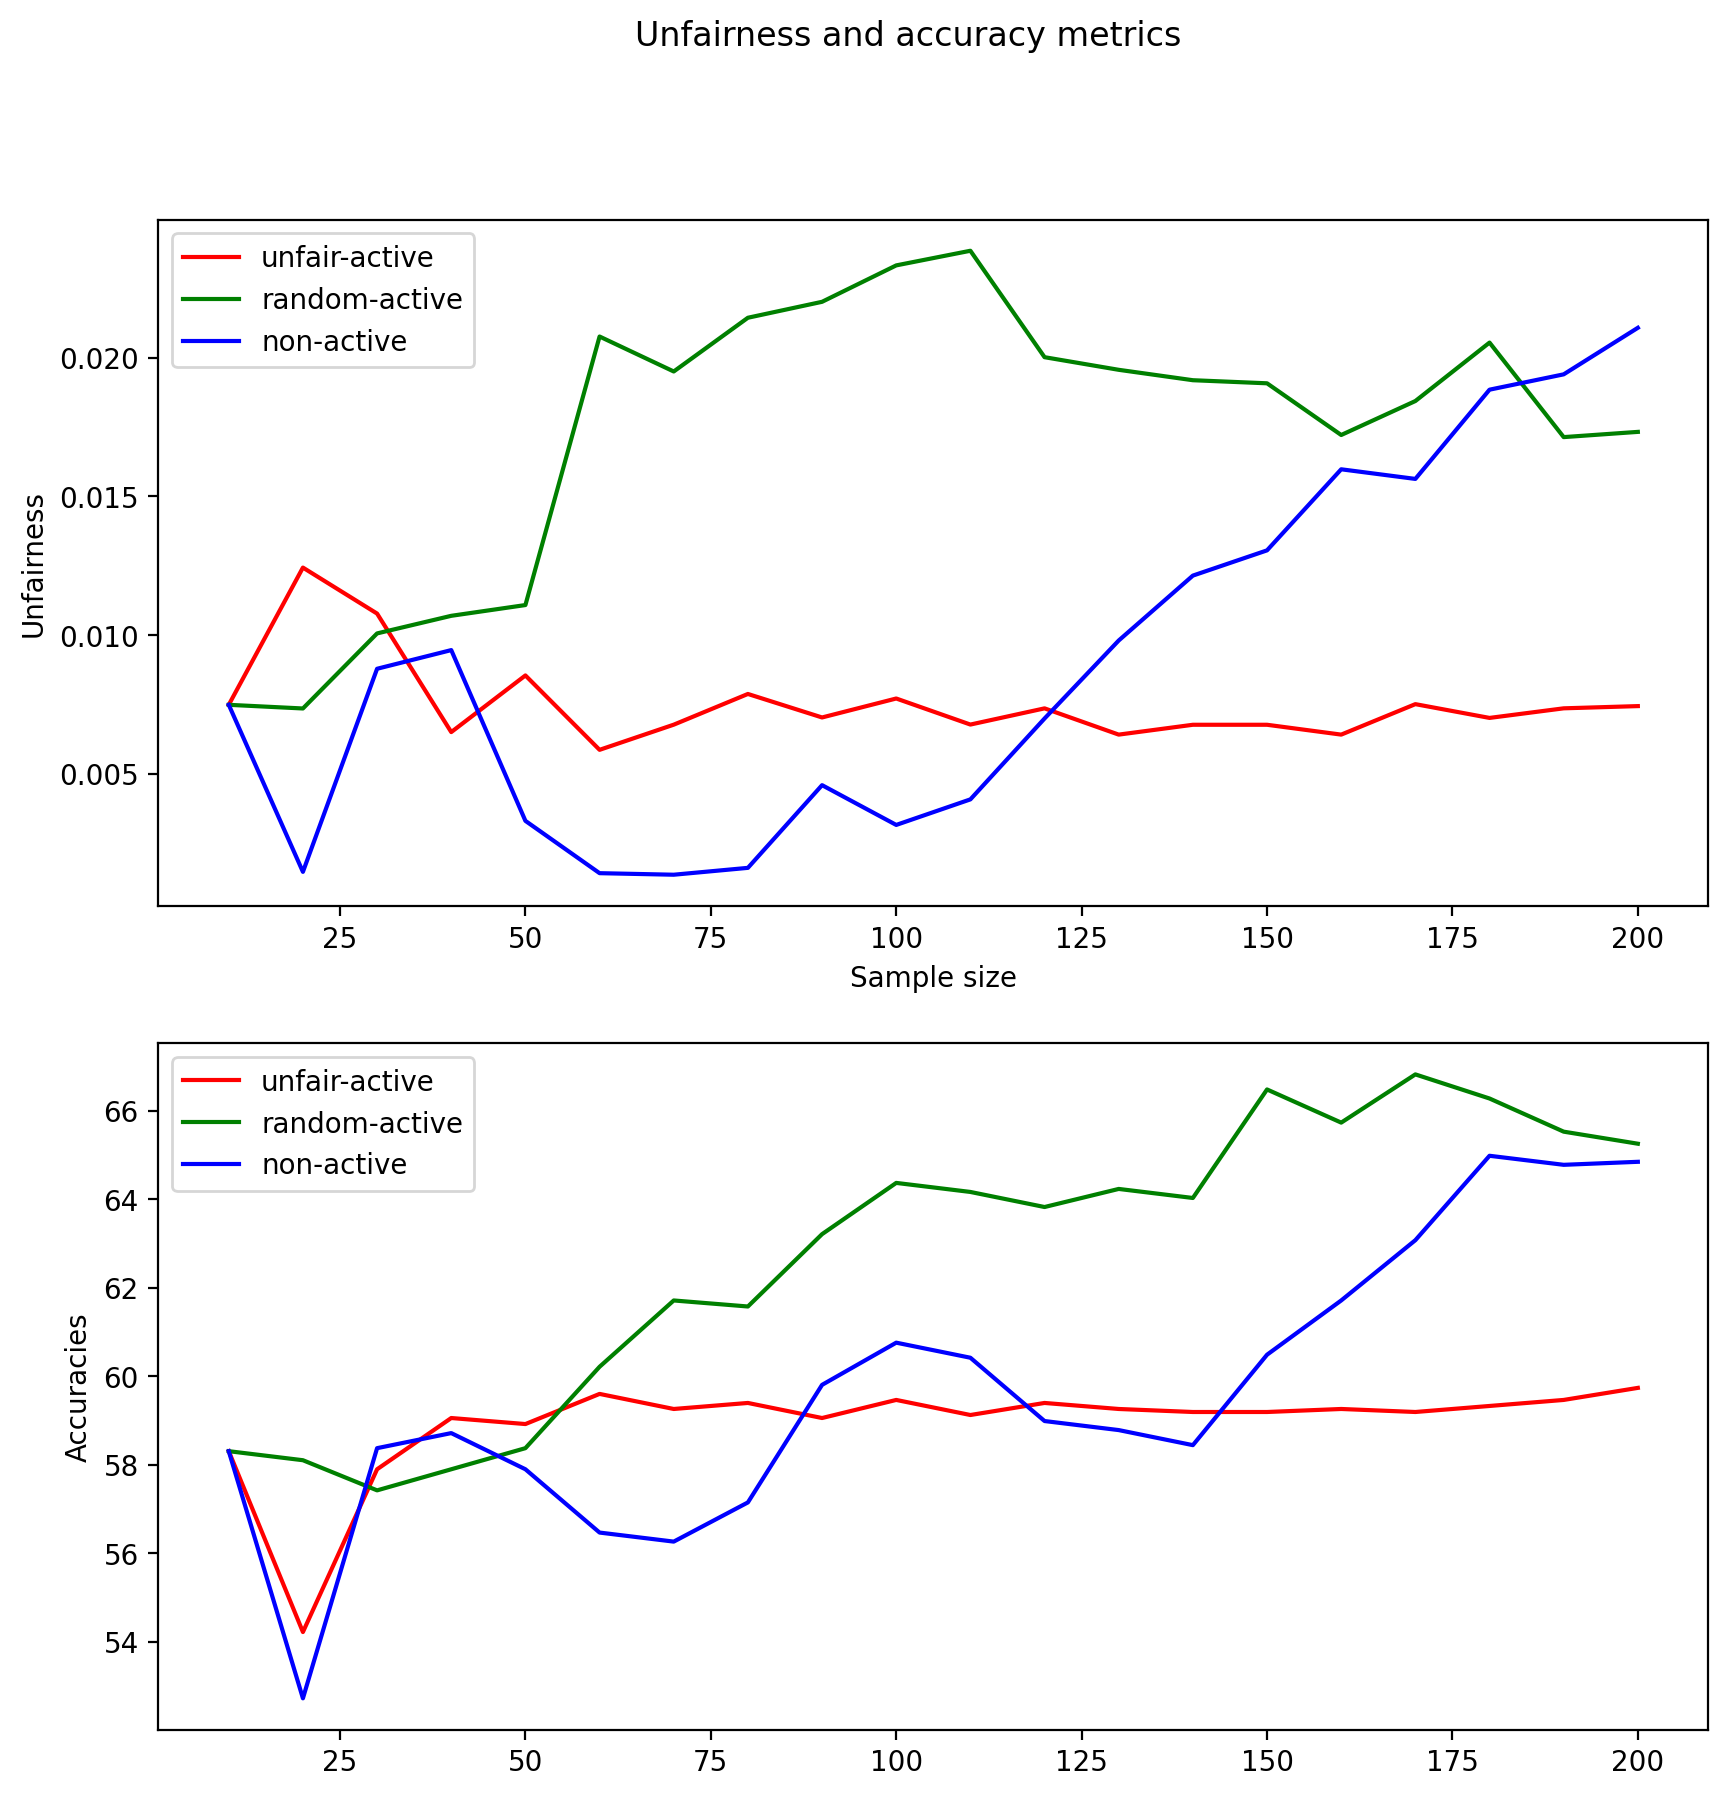 Unfairness and accuracy metrics
unfair-active
random-active
non-active
0.020
0.015
0.010
0.005
Unfairness
25 50 75 100 125 150 175 200
Sample size
unfair-active
random-active
non-active
66
64
62
60
58
56
54
Accuracies
25 50 75 100 125 150 175 200